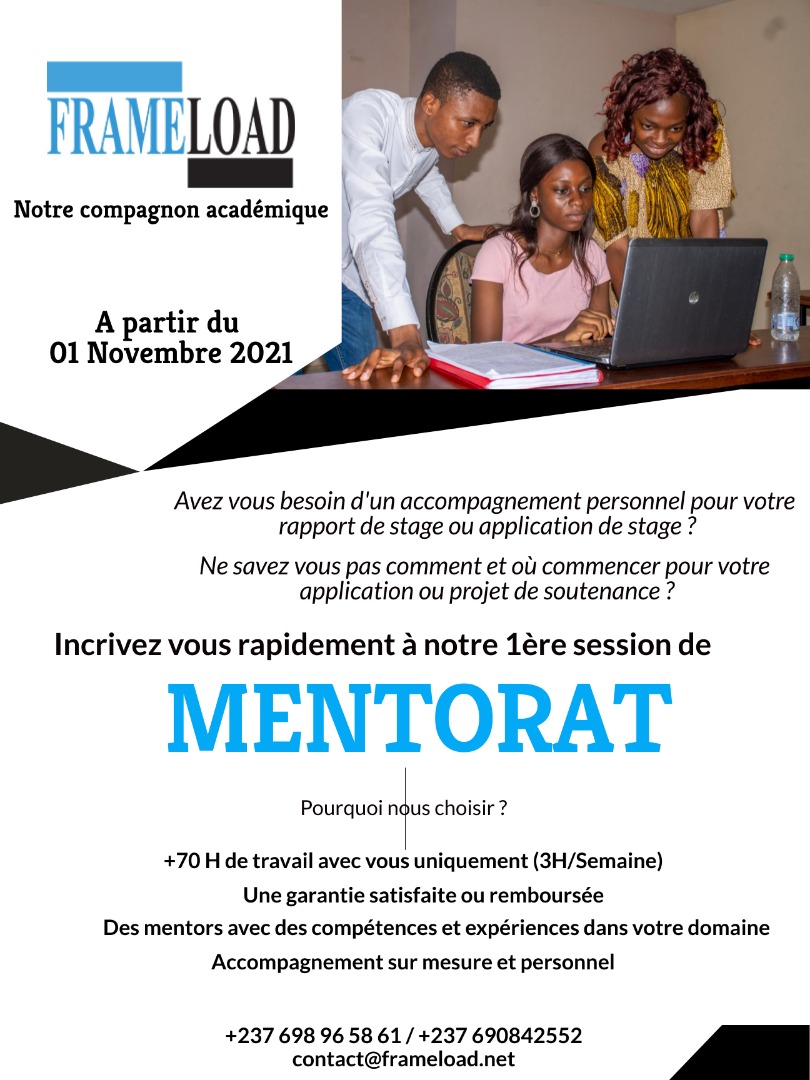 FRAMELOAD
Notre compagnon académique
A partir du
01 Novembre 2021
hp
Avez vous besoin d'un accompagnement personnel pour votre
rapport de stage ou application de stage ?
Ne savez vous pas comment et où commencer pour votre
application ou projet de soutenance ?
Incrivez vous rapidement à notre 1ère session de
MENTORAT
Pourquoi nous choisir ?
+70 H de travail avec vous uniquement (3H/Semaine)
Une garantie satisfaite ou remboursée
Des mentors avec des compétences et expériences dans votre domaine
Accompagnement sur mesure et personnel
+237 698 96 58 61 / +237 690842552
contact@frameload.net